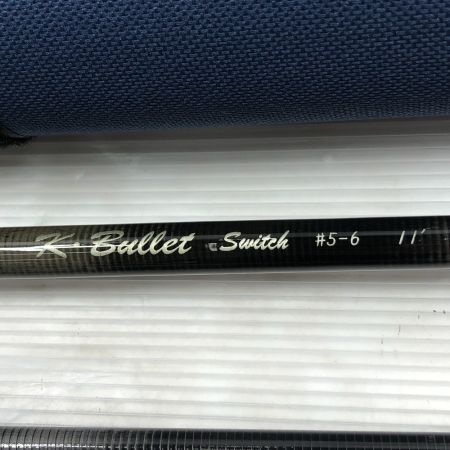 K・Bullet Switch #5-6 11'